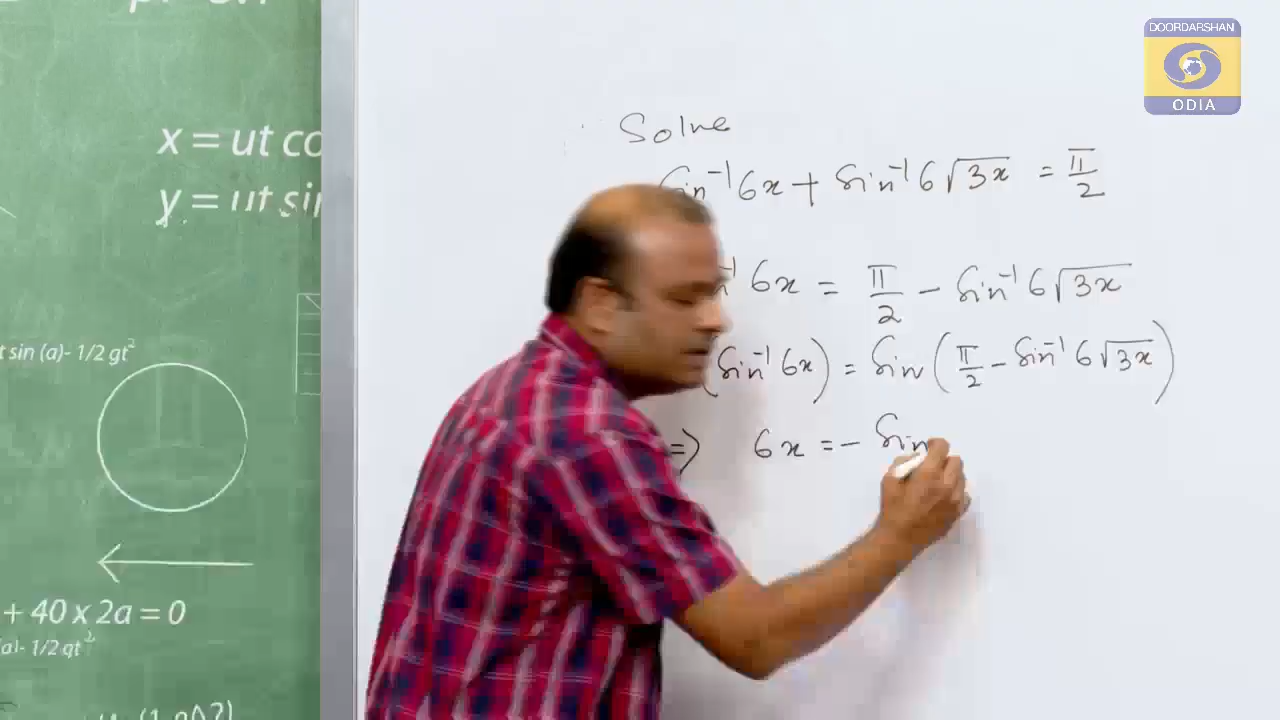 DOORDARSHAN
ODIA
x = ut co
y = ut sin
t sin (a)- 1/2 gt²
+ 40 x 2a = 0
(a)- 1/2 gt²
Solve
Sin⁻¹ 6x + Sin⁻¹ 6√3x = π/2
⁻¹ 6x = π/2 - Sin⁻¹ 6√3x
(Sin⁻¹ 6x) = Sin (π/2 - Sin⁻¹ 6√3x)
=> 6x = - Sin